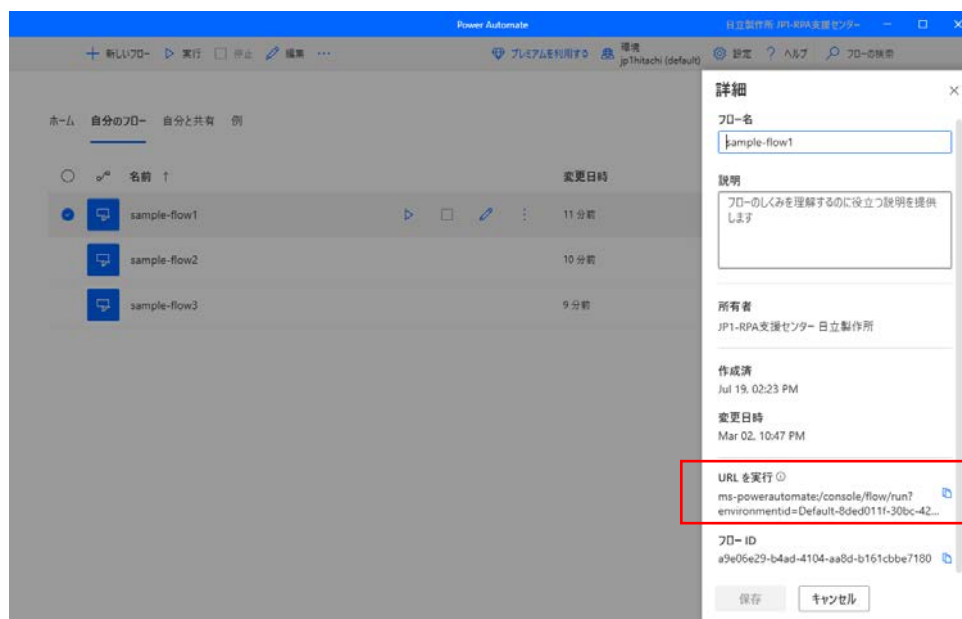 Power Automate
日立製作所 JP1-RPA支援センター
新しいフロー 実行 停止 編集 …
プレミアムを利用する 環境 設定 ヘルプ フローの検索
jp1hitachi (default)
ホーム 自分のフロー 自分と共有 例
名前 ↑ 変更日時
sample-flow1 11 分前
sample-flow2 10 分前
sample-flow3 9 分前
詳細
フロー名
sample-flow1
説明
フローのしくみを理解するのに役立つ説明を提供
します
所有者
JP1-RPA支援センター 日立製作所
作成済
Jul 19, 02:23 PM
変更日時
Mar 02, 10:47 PM
URL を実行
ms-powerautomate:/console/flow/run?
environmentid=Default-8ded011f-30bc-42...
フロー ID
a9e06e29-b4ad-4104-aa8d-b161cbbe7180
保存 キャンセル